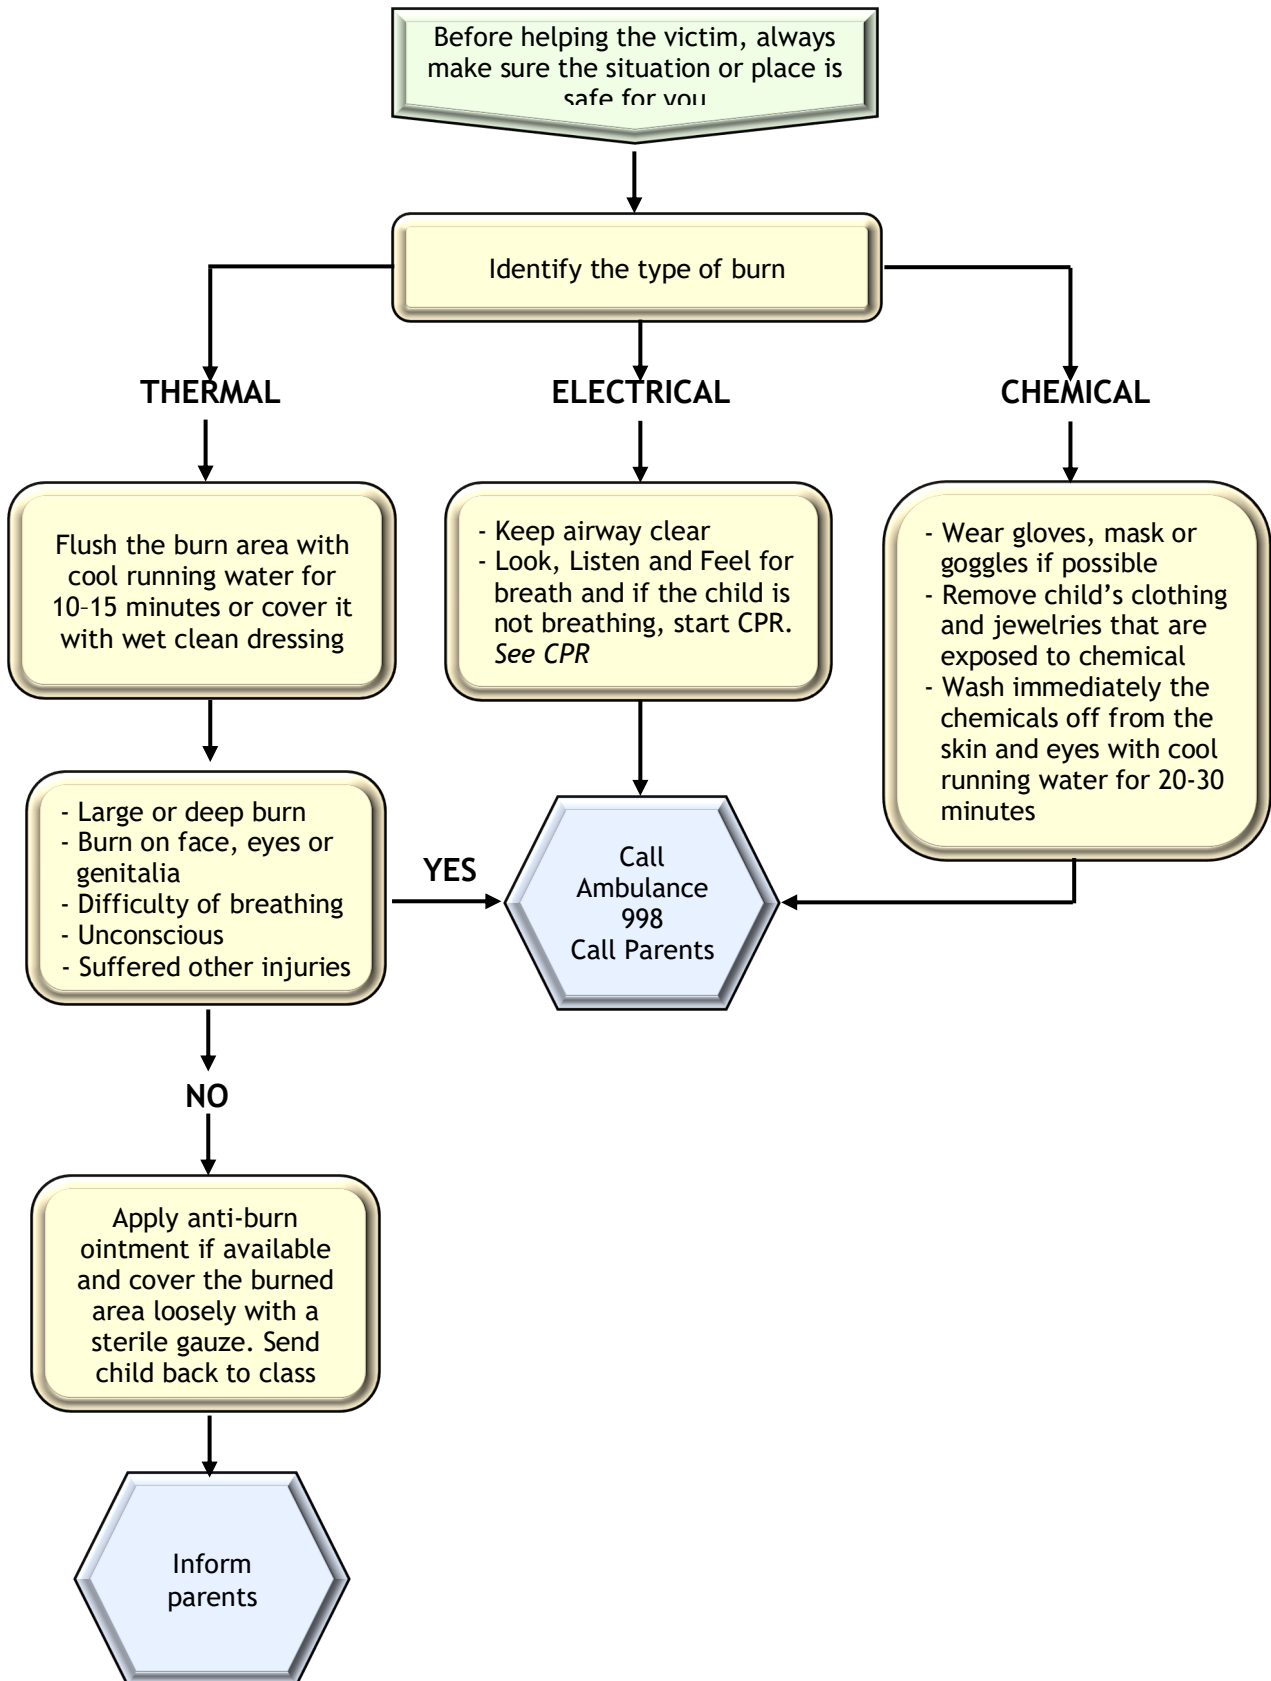 Before helping the victim, always
make sure the situation or place is
safe for you
Identify the type of burn
THERMAL
ELECTRICAL
CHEMICAL
Flush the burn area with
cool running water for
10–15 minutes or cover it
with wet clean dressing
- Keep airway clear
- Look, Listen and Feel for
breath and if the child is
not breathing, start CPR.
See CPR
- Wear gloves, mask or
goggles if possible
- Remove child’s clothing
and jewelries that are
exposed to chemical
- Wash immediately the
chemicals off from the
skin and eyes with cool
running water for 20-30
minutes
- Large or deep burn
- Burn on face, eyes or
genitalia
- Difficulty of breathing
- Unconscious
- Suffered other injuries
YES
Call
Ambulance
998
Call Parents
NO
Apply anti-burn
ointment if available
and cover the burned
area loosely with a
sterile gauze. Send
child back to class
Inform
parents